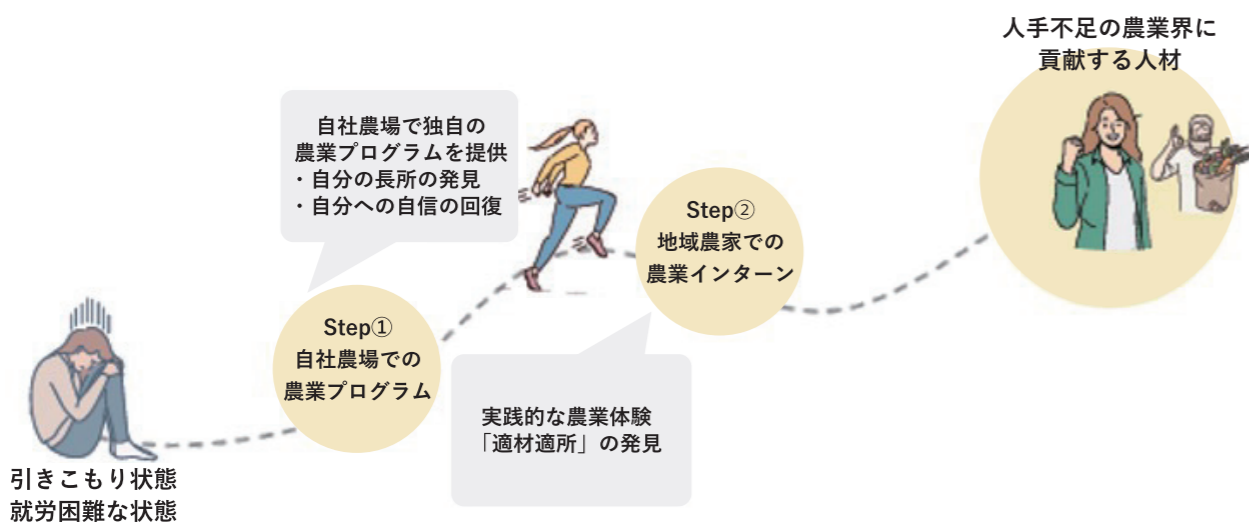 人手不足の農業界に
貢献する人材
自社農場で独自の
農業プログラムを提供
・自分の長所の発見
・自分への自信の回復
Step②
地域農家での
農業インターン
Step①
自社農場での
農業プログラム
実践的な農業体験
「適材適所」の発見
引きこもり状態
就労困難な状態